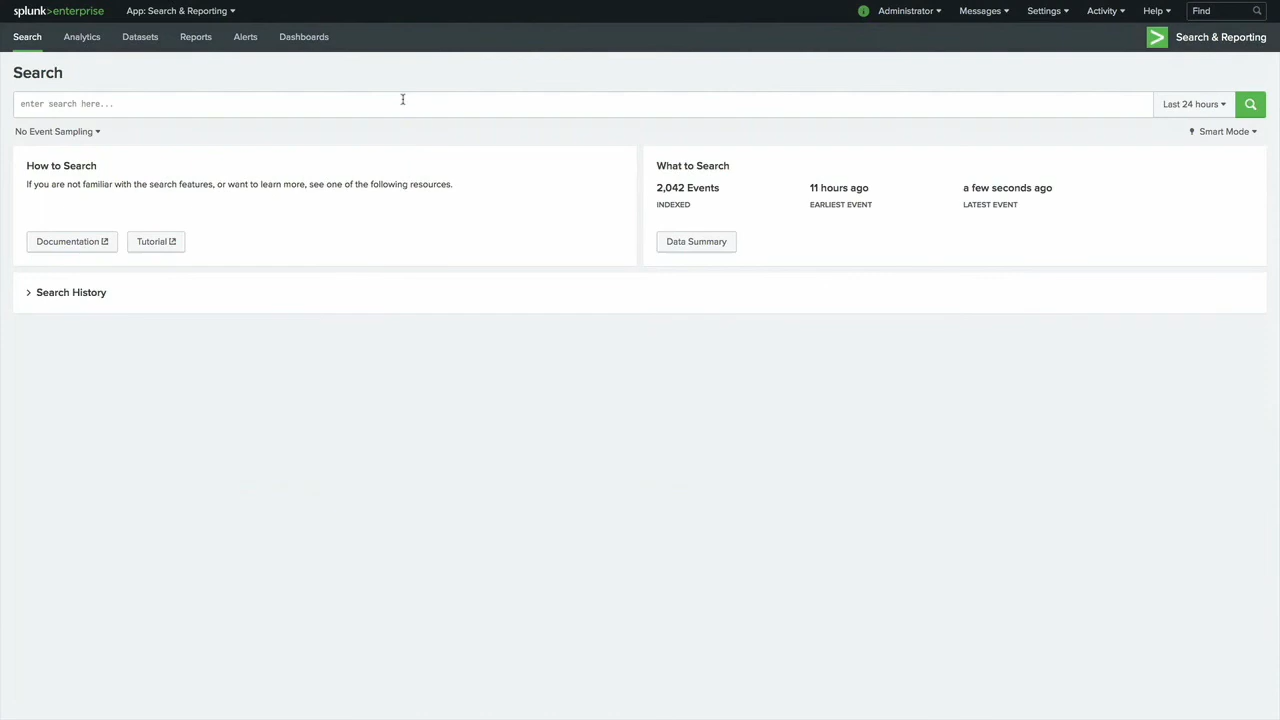 splunk>enterprise App: Search & Reporting Administrator Messages Settings Activity Help Find
Search Analytics Datasets Reports Alerts Dashboards Search & Reporting
Search
enter search here... Last 24 hours
No Event Sampling Smart Mode
How to Search
If you are not familiar with the search features, or want to learn more, see one of the following resources.
Documentation Tutorial
What to Search
2,042 Events 11 hours ago a few seconds ago
INDEXED EARLIEST EVENT LATEST EVENT
Data Summary
Search History